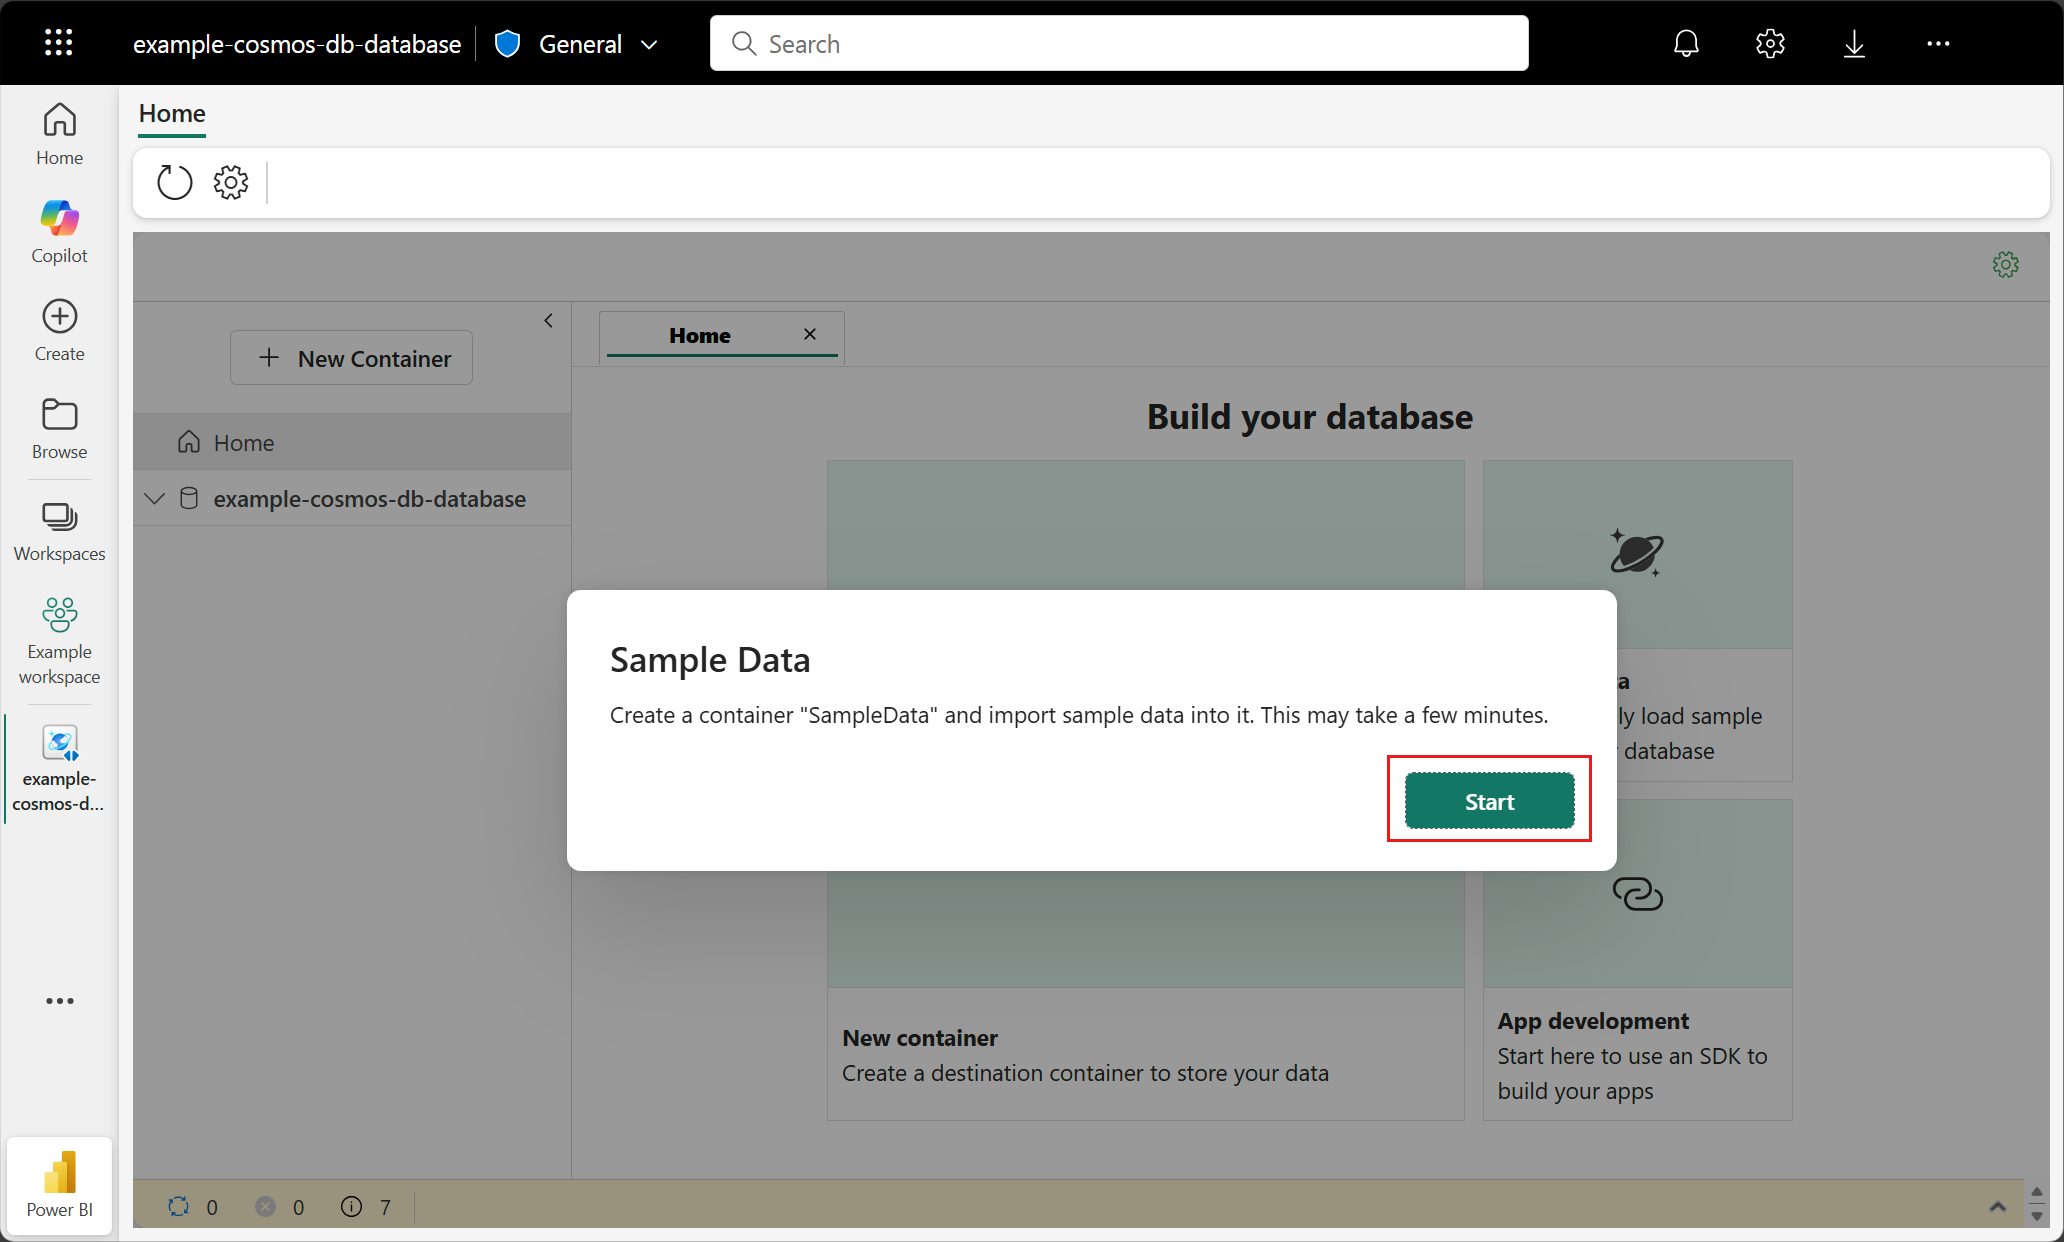 example-cosmos-db-database
General
Search
Home
Home
Copilot
Create
Browse
Workspaces
Example
workspace
example-
cosmos-d...
Power BI
New Container
Home
example-cosmos-db-database
Home
Build your database
Sample Data
Create a container "SampleData" and import sample data into it. This may take a few minutes.
Start
load sample
database
New container
Create a destination container to store your data
App development
Start here to use an SDK to
build your apps
0
0
7